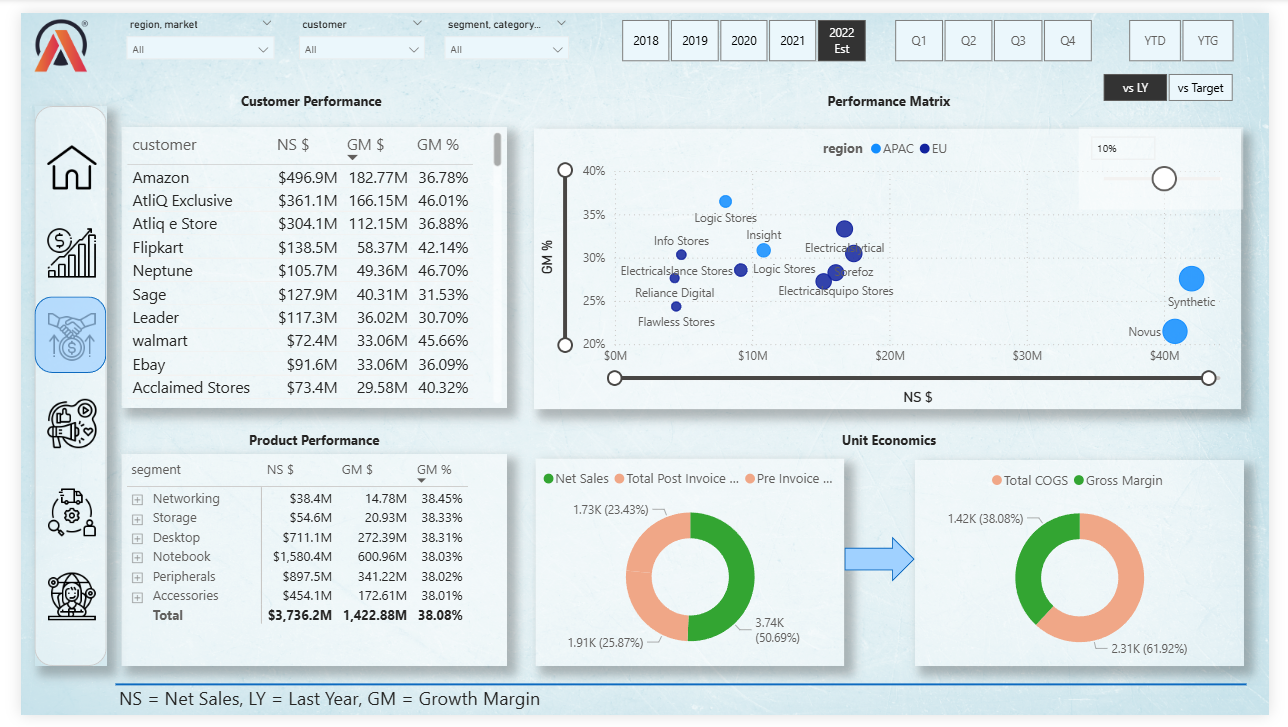 region, market
customer
segment, category...
All
All
All
2018
2019
2020
2021
2022
Est
Q1
Q2
Q3
Q4
YTD
YTG
vs LY
vs Target
Customer Performance
customer NS $ GM $ GM %
Amazon $496.9M 182.77M 36.78%
AtliQ Exclusive $361.1M 166.15M 46.01%
Atliq e Store $304.1M 112.15M 36.88%
Flipkart $138.5M 58.37M 42.14%
Neptune $105.7M 49.36M 46.70%
Sage $127.9M 40.31M 31.53%
Leader $117.3M 36.02M 30.70%
walmart $72.4M 33.06M 45.66%
Ebay $91.6M 33.06M 36.09%
Acclaimed Stores $73.4M 29.58M 40.32%
Performance Matrix
region APAC EU
10%
GM %
40%
35%
30%
25%
20%
Logic Stores
Insight
Info Stores
Electricalslance Stores
Logic Stores
Reliance Digital
Flawless Stores
Electricalslytical
Sorefoz
Electricalsquipo Stores
Synthetic
Novus
$0M $10M $20M $30M $40M
NS $
Product Performance
segment NS $ GM $ GM %
Networking $38.4M 14.78M 38.45%
Storage $54.6M 20.93M 38.33%
Desktop $711.1M 272.39M 38.31%
Notebook $1,580.4M 600.96M 38.03%
Peripherals $897.5M 341.22M 38.02%
Accessories $454.1M 172.61M 38.01%
Total $3,736.2M 1,422.88M 38.08%
Unit Economics
Net Sales Total Post Invoice ... Pre Invoice ...
1.73K (23.43%)
3.74K
(50.69%)
1.91K (25.87%)
Total COGS Gross Margin
1.42K (38.08%)
2.31K (61.92%)
NS = Net Sales, LY = Last Year, GM = Growth Margin